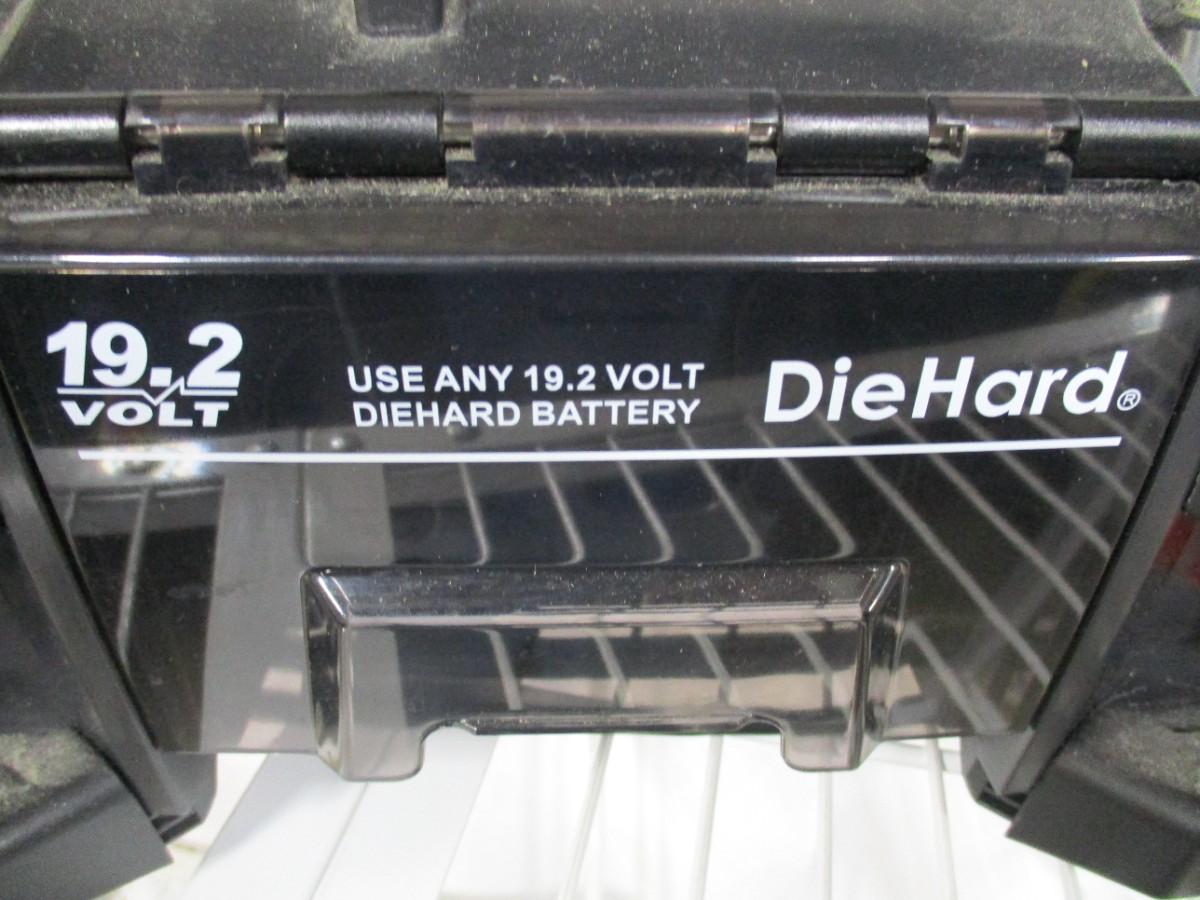 19.2
VOLT
USE ANY 19.2 VOLT
DIEHARD BATTERY
DieHard®